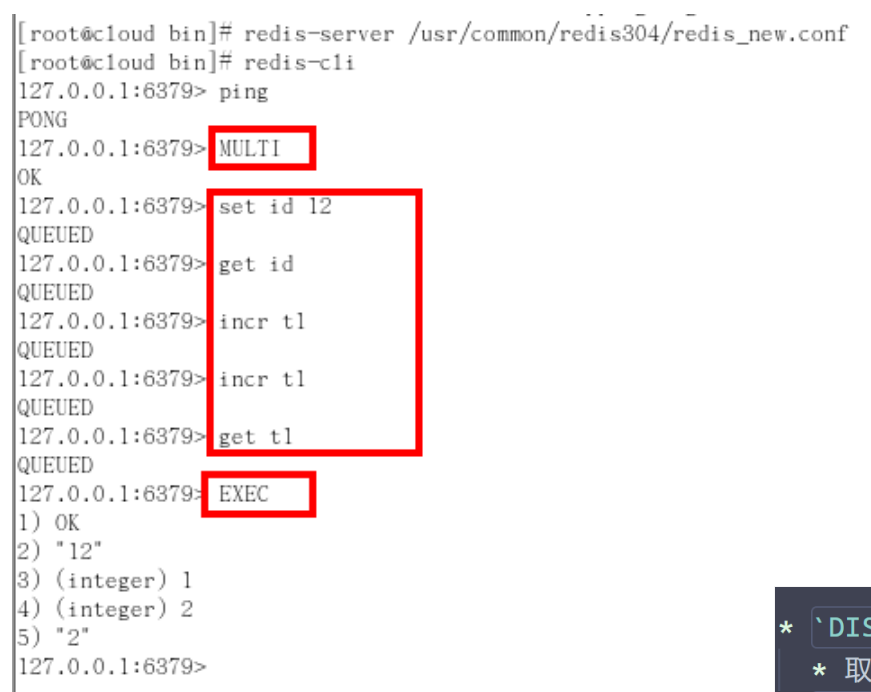 [root@cloud bin]# redis-server /usr/common/redis304/redis_new.conf
[root@cloud bin]# redis-cli
127.0.0.1:6379> ping
PONG
127.0.0.1:6379> MULTI
OK
127.0.0.1:6379> set id 12
QUEUED
127.0.0.1:6379> get id
QUEUED
127.0.0.1:6379> incr t1
QUEUED
127.0.0.1:6379> incr t1
QUEUED
127.0.0.1:6379> get t1
QUEUED
127.0.0.1:6379> EXEC
1) OK
2) "12"
3) (integer) 1
4) (integer) 2
5) "2"
127.0.0.1:6379>
* `DIS
* 取